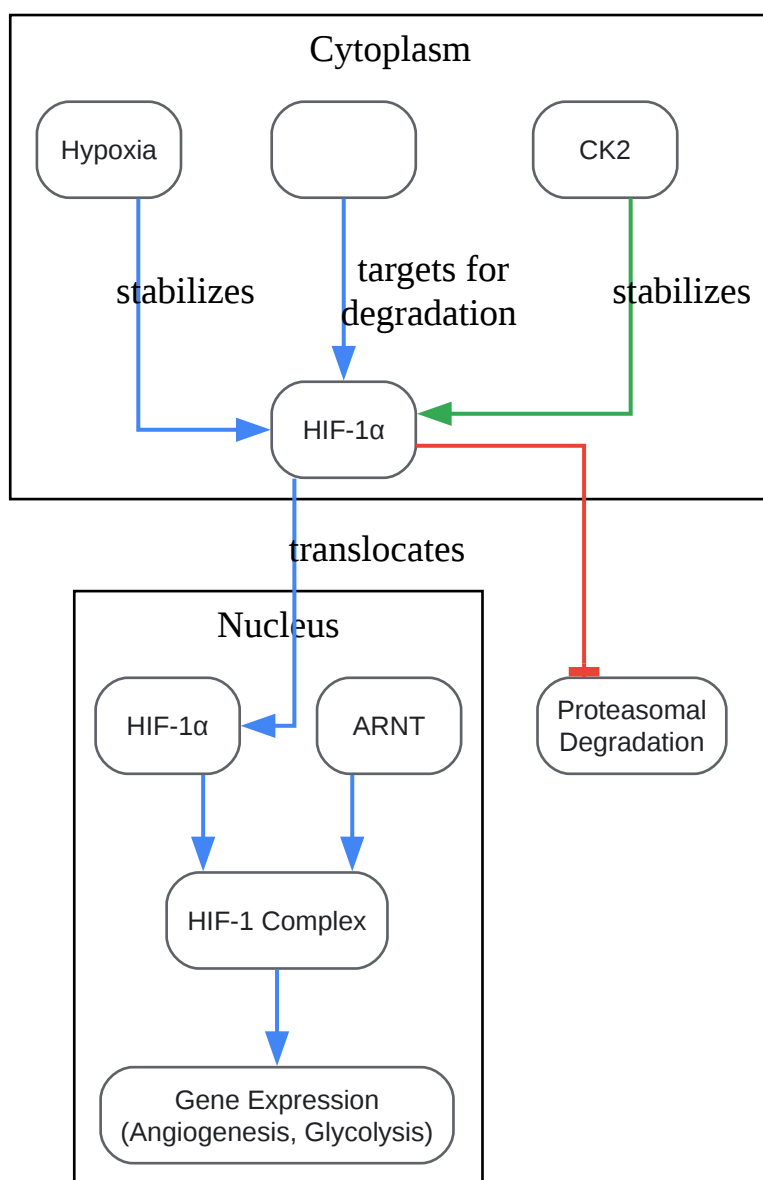 Cytoplasm
Hypoxia
CK2
stabilizes
targets for
degradation
stabilizes
HIF-1α
translocates
Nucleus
HIF-1α
ARNT
Proteasomal
Degradation
HIF-1 Complex
Gene Expression
(Angiogenesis, Glycolysis)